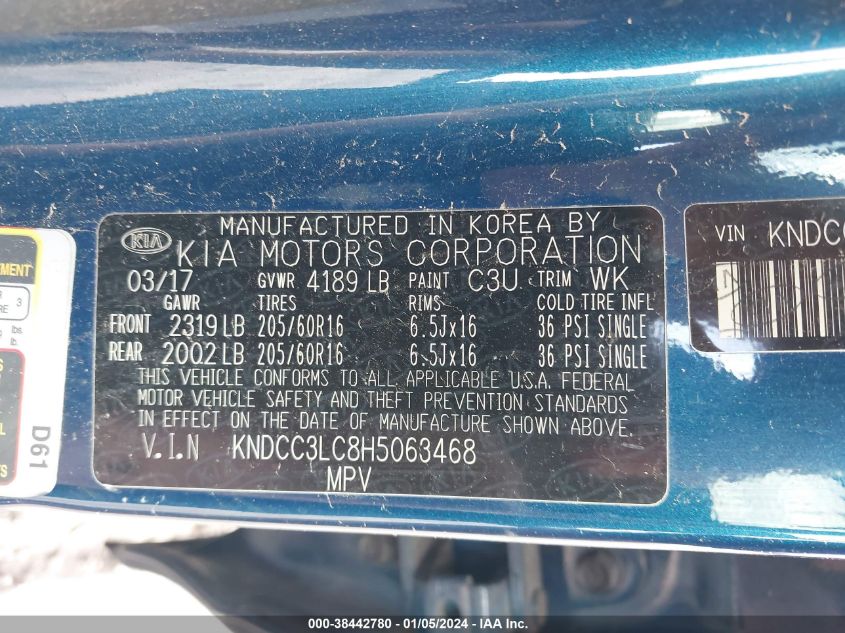 MANUFACTURED IN KOREA BY
KIA KIA MOTORS CORPORATION
03/17 GVWR 4189 LB PAINT C3U TRIM WK
GAWR TIRES RIMS COLD TIRE INFL
FRONT 2319 LB 205/60R16 6.5Jx16 36 PSI SINGLE
REAR 2002 LB 205/60R16 6.5Jx16 36 PSI SINGLE
THIS VEHICLE CONFORMS TO ALL APPLICABLE U.S.A. FEDERAL
MOTOR VEHICLE SAFETY AND THEFT PREVENTION STANDARDS
IN EFFECT ON THE DATE OF MANUFACTURE SHOWN ABOVE.
V.I.N KNDCC3LC8H5063468
MPV
VIN KNDCC
3
lbs.
lb.
D61
000-38442780 — 01/05/2024 - IAA Inc.